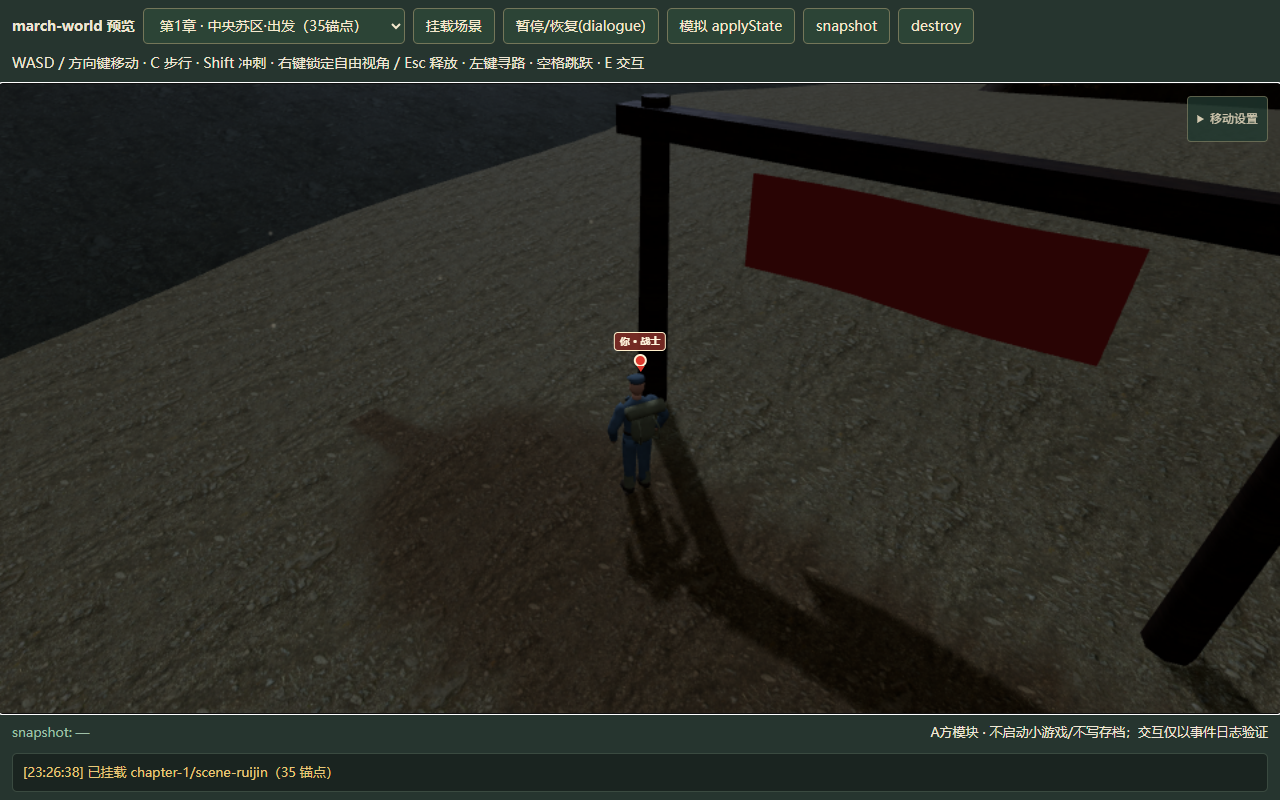 march-world 预览
第1章 · 中央苏区·出发（35锚点）
挂载场景
暂停/恢复(dialogue)
模拟 applyState
snapshot
destroy
WASD / 方向键移动 · C 步行 · Shift 冲刺 · 右键锁定自由视角 / Esc 释放 · 左键寻路 · 空格跳跃 · E 交互
▶ 移动设置
你 · 战士
snapshot: —
A方模块 · 不启动小游戏/不写存档；交互仅以事件日志验证
[23:26:38] 已挂载 chapter-1/scene-ruijin（35 锚点）